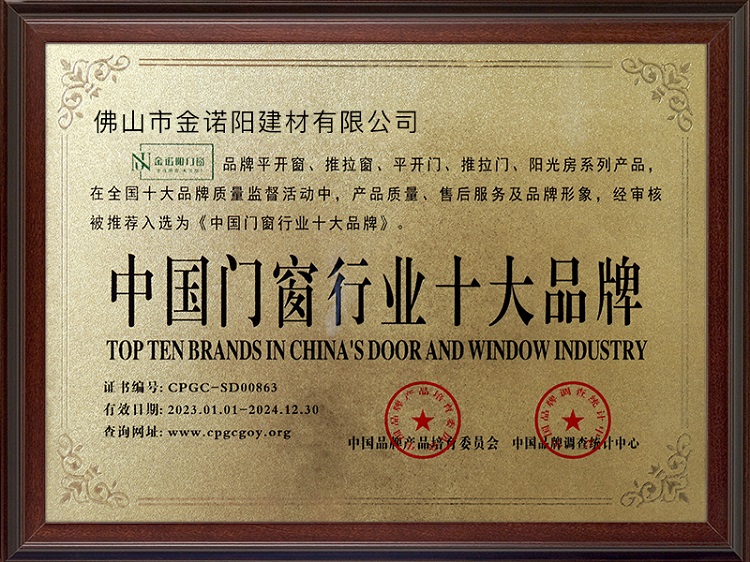 佛山市金诺阳建材有限公司
金诺阳门窗 品牌平开窗、推拉窗、平开门、推拉门、阳光房系列产品,
在全国十大品牌质量监督活动中，产品质量、售后服务及品牌形象，经审核
被推荐入选为《中国门窗行业十大品牌》。
中国门窗行业十大品牌
TOP TEN BRANDS IN CHINA'S DOOR AND WINDOW INDUSTRY
证书编号: CPGC-SD00863
有效日期: 2023.01.01-2024.12.30
查询网址: www.cpgcgoy.org
中国品牌产品培育委员会 中国品牌调查统计中心